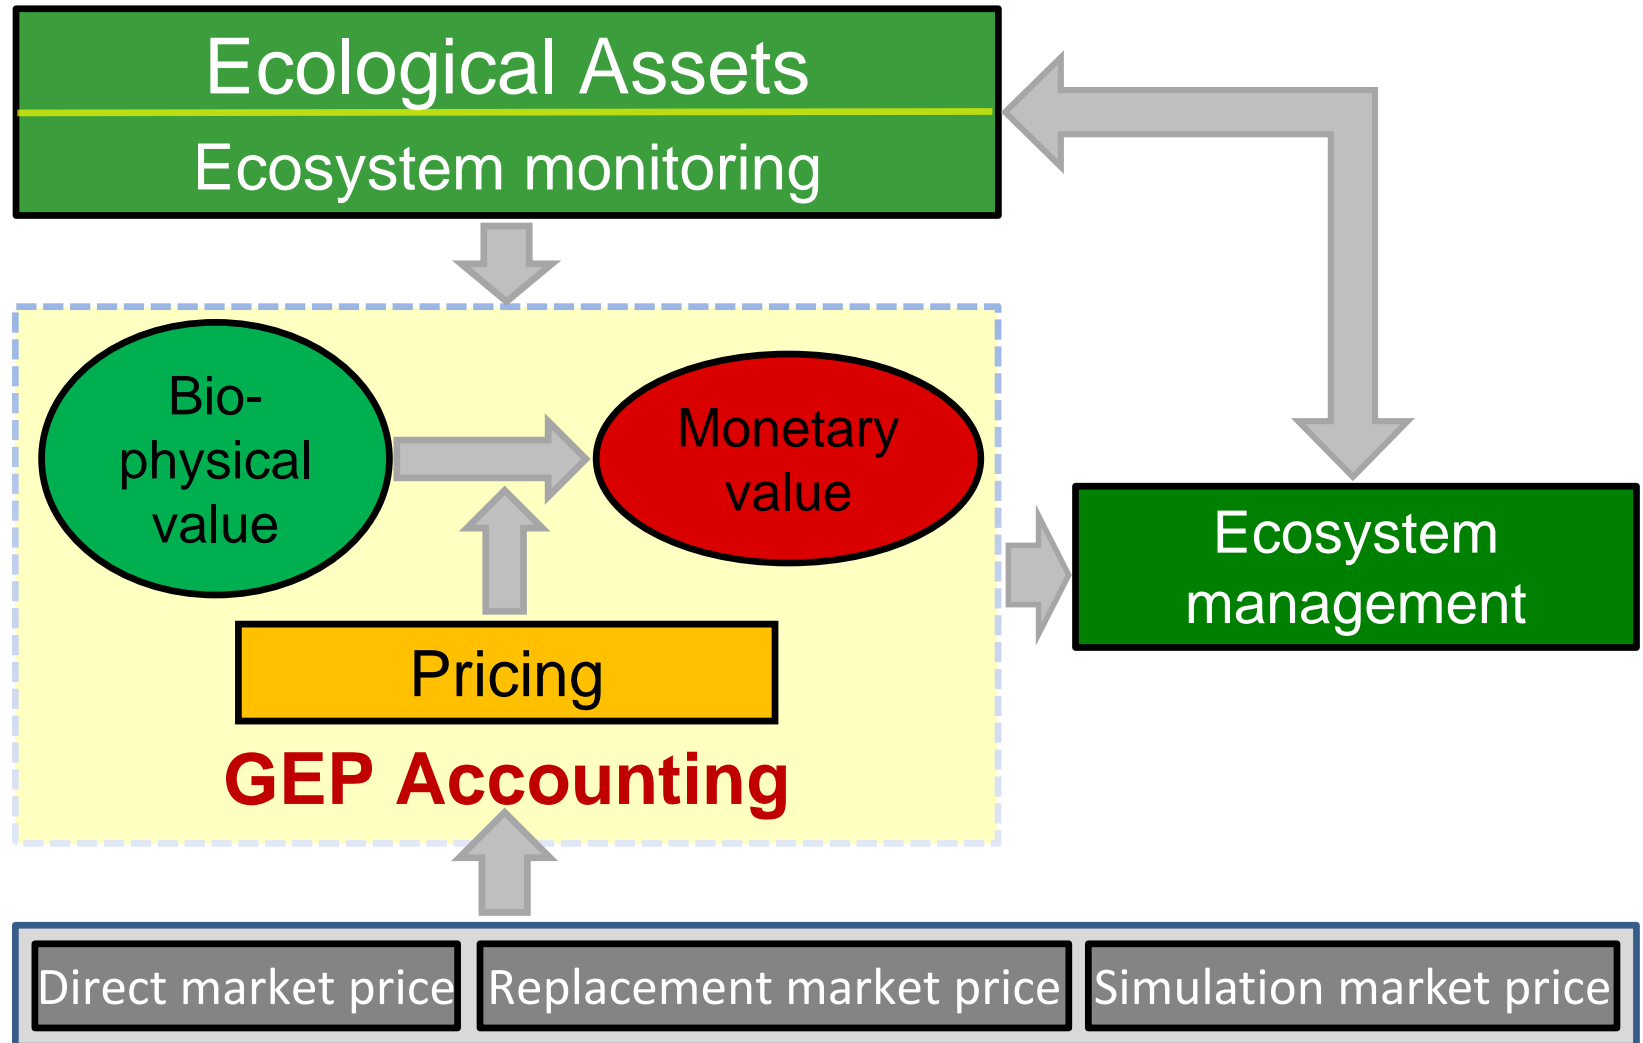 Ecological Assets
Ecosystem monitoring
Bio-
physical
value
Monetary
value
Pricing
GEP Accounting
Ecosystem
management
Direct market price
Replacement market price
Simulation market price